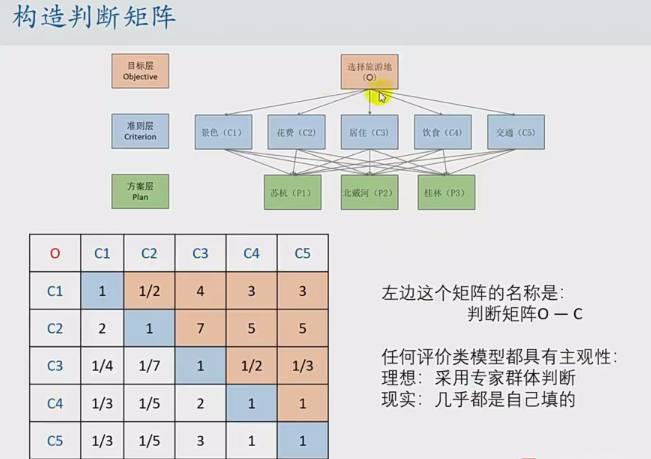 构造判断矩阵
目标层
Objective
选择旅游地
(O)
准则层
Criterion
景色（C1）
花费（C2）
居住（C3）
饮食（C4）
交通（C5）
方案层
Plan
苏杭（P1）
北戴河（P2）
桂林（P3）
O C1 C2 C3 C4 C5
C1 1 1/2 4 3 3
C2 2 1 7 5 5
C3 1/4 1/7 1 1/2 1/3
C4 1/3 1/5 2 1 1
C5 1/3 1/5 3 1 1
左边这个矩阵的名称是：
判断矩阵O — C
任何评价类模型都具有主观性：
理想：采用专家群体判断
现实：几乎都是自己填的